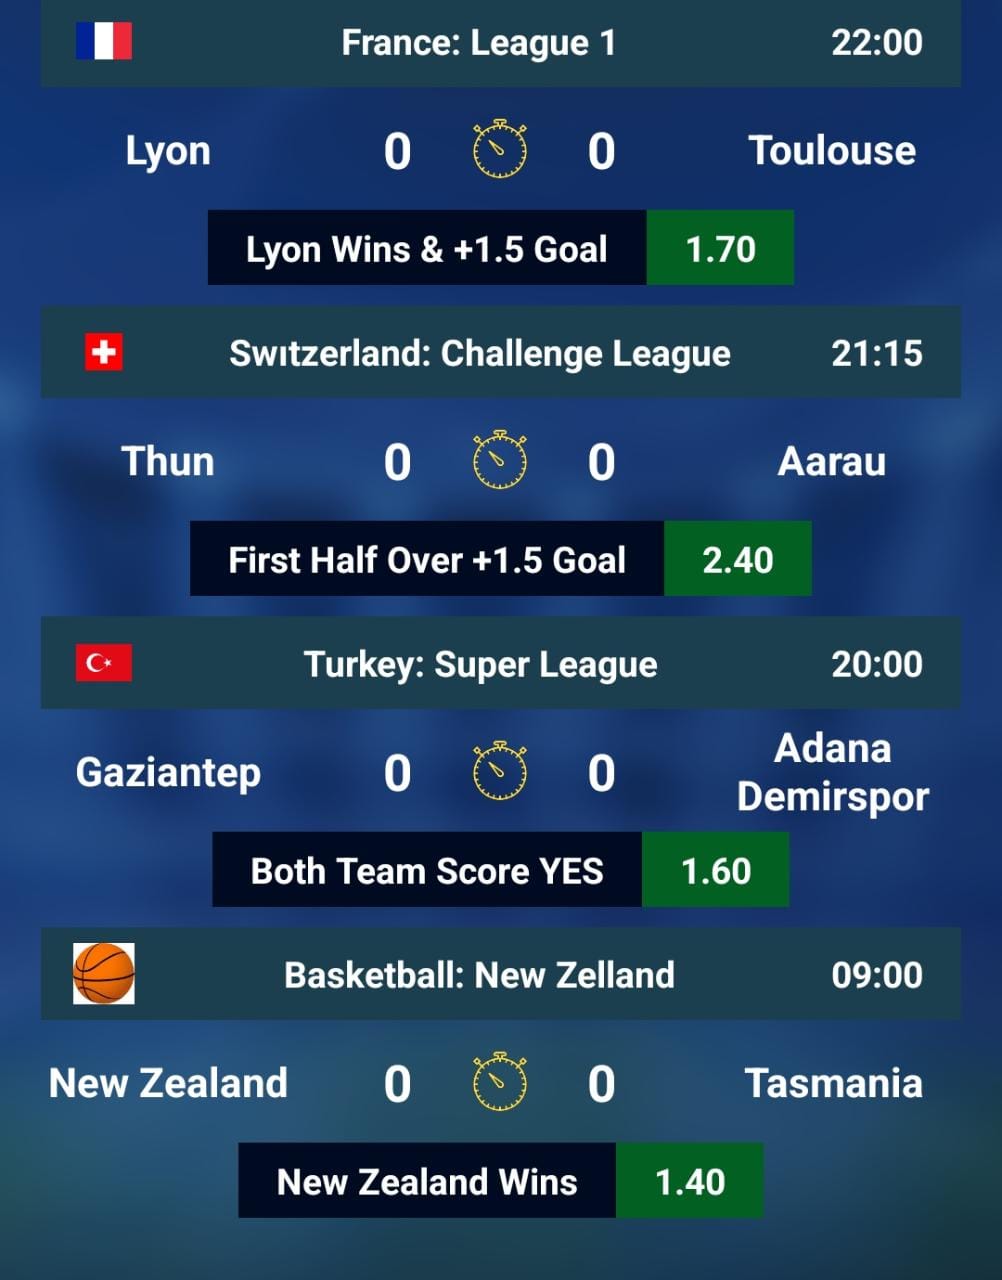 France: League 1 22:00
Lyon 0 0 Toulouse
Lyon Wins & +1.5 Goal 1.70
Swıtzerland: Challenge League 21:15
Thun 0 0 Aarau
First Half Over +1.5 Goal 2.40
Turkey: Super League 20:00
Gaziantep 0 0 Adana
Demirspor
Both Team Score YES 1.60
Basketball: New Zelland 09:00
New Zealand 0 0 Tasmania
New Zealand Wins 1.40